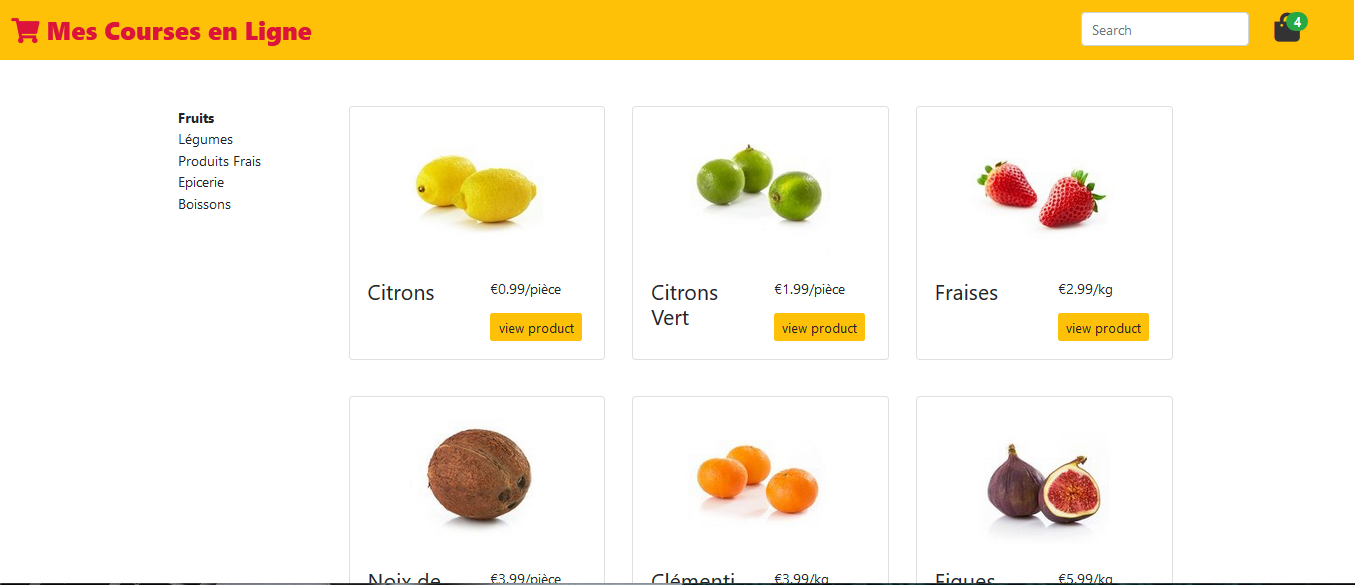 Mes Courses en Ligne
Search
4
Fruits
Légumes
Produits Frais
Epicerie
Boissons
Citrons
€0.99/pièce
view product
Citrons
Vert
€1.99/pièce
view product
Fraises
€2.99/kg
view product
Noix de
€3.99/pièce
Clémenti
€3.99/kg
Figues
€5.99/kg